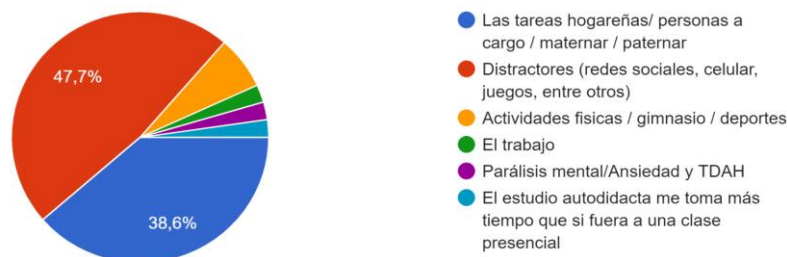 47,7%
38,6%
Las tareas hogareñas/ personas a
cargo / maternar / paternar
Distractores (redes sociales, celular,
juegos, entre otros)
Actividades fisicas / gimnasio / deportes
El trabajo
Parálisis mental/Ansiedad y TDAH
El estudio autodidacta me toma más
tiempo que si fuera a una clase
presencial